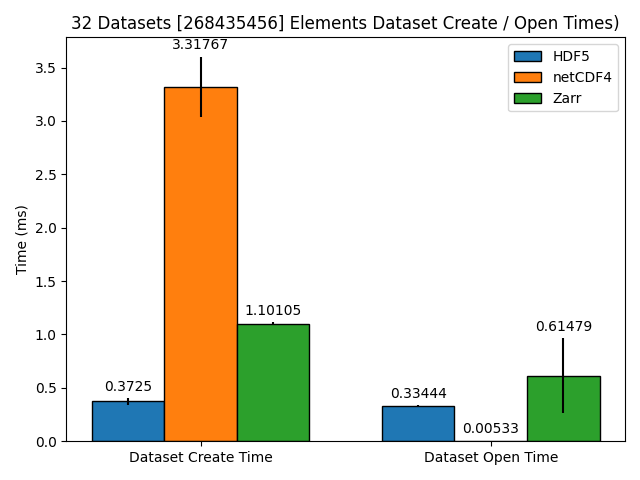 32 Datasets [268435456] Elements Dataset Create / Open Times)
3.31767
HDF5
netCDF4
Zarr
3.5
3.0
2.5
2.0
1.5
1.0
0.5
0.0
Time (ms)
0.3725
1.10105
0.33444
0.00533
0.61479
Dataset Create Time
Dataset Open Time